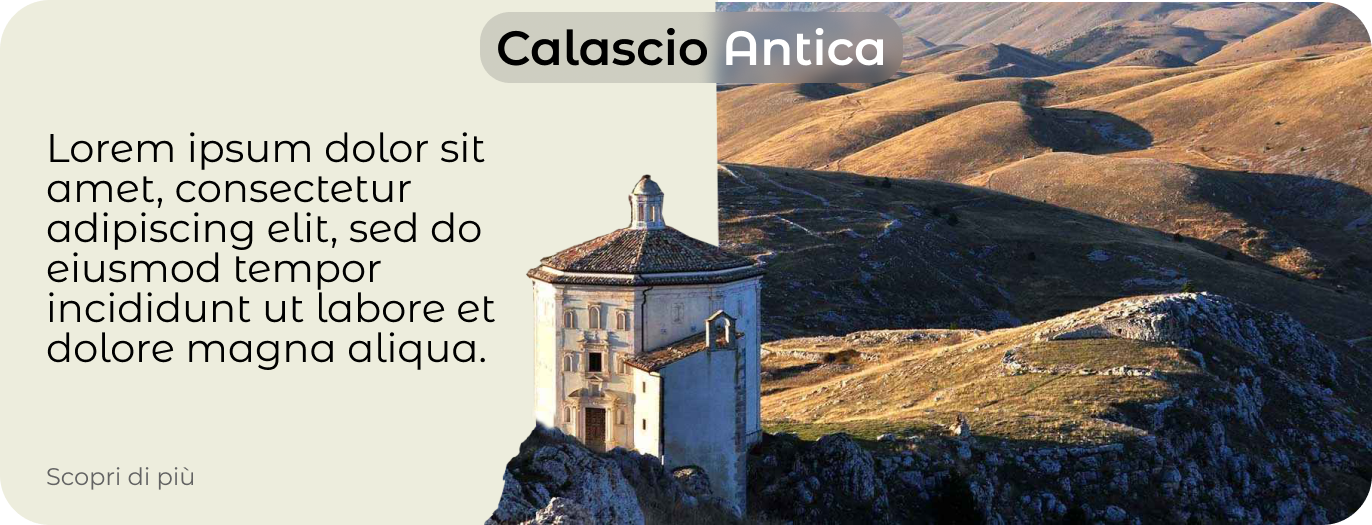 Calascio Antica
Lorem ipsum dolor sit
amet, consectetur
adipiscing elit, sed do
eiusmod tempor
incididunt ut labore et
dolore magna aliqua.
Scopri di più